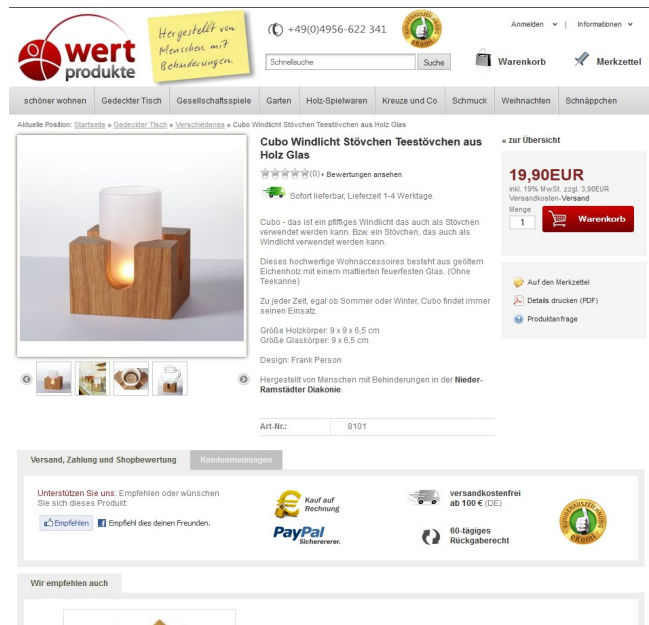 wert
produkte
Hergestellt von
Menschen mit
Behinderungen.
+49(0)4956-622 341
KUNDENAUSZEICHNUNG
eKomi
Anmelden | Informationen
Schnellsuche Suche
Warenkorb Merkzettel
schöner wohnen Gedeckter Tisch Gesellschaftsspiele Garten Holz-Spielwaren Kreuze und Co Schmuck Weihnachten Schnäppchen
Aktuelle Position: Startseite » Gedeckter Tisch » Verschiedenes » Cubo Windlicht Stövchen Teestövchen aus Holz Glas
Cubo Windlicht Stövchen Teestövchen aus
Holz Glas
(0) Bewertungen ansehen
Sofort lieferbar, Lieferzeit 1-4 Werktage.
Cubo - das ist ein pfiffiges Windlicht das auch als Stövchen
verwendet werden kann. Bzw. ein Stövchen, das auch als
Windlicht verwendet werden kann.
Dieses hochwertige Wohnaccessoires besteht aus geöltem
Eichenholz mit einem mattierten feuerfesten Glas. (Ohne
Teekanne)
Zu jeder Zeit, egal ob Sommer oder Winter, Cubo findet immer
seinen Einsatz.
Größe Holzkörper: 9 x 9 x 6,5 cm
Größe Glaskörper: 9 x 6,5 cm
Design: Frank Person
Hergestellt von Menschen mit Behinderungen in der Nieder-
Ramstädter Diakonie.
Art-Nr.: 8101
« zur Übersicht
19,90EUR
inkl. 19% MwSt. zzgl. 3,90EUR
Versandkosten-Versand
Menge
1 Warenkorb
Auf den Merkzettel
Details drucken (PDF)
Produktanfrage
Versand, Zahlung und Shopbewertung Kundenmeinungen
Unterstützen Sie uns: Empfehlen oder wünschen
Sie sich dieses Produkt:
Empfehlen Empfiehl dies deinen Freunden.
Kauf auf
Rechnung
PayPal
Sichererer.
versandkostenfrei
ab 100 € (DE)
60-tägiges
Rückgaberecht
KUNDENAUSZEICHNUNG
eKomi
Wir empfehlen auch